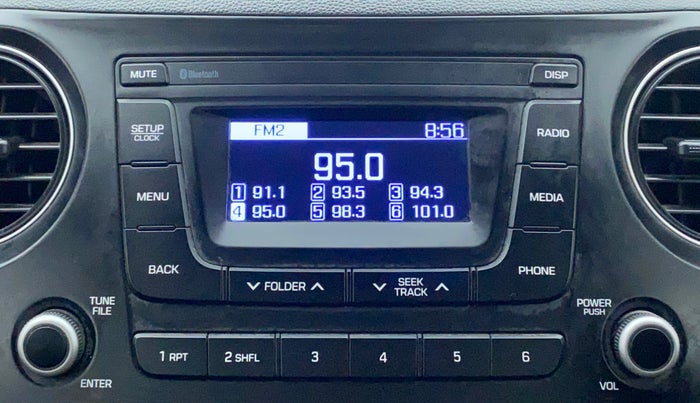 MUTE
Bluetooth
DISP
SETUP
CLOCK
FM2 8:56
RADIO
95.0
MENU
1 91.1 2 93.5 3 94.3
4 95.0 5 98.3 6 101.0
MEDIA
BACK
FOLDER
SEEK
TRACK
PHONE
TUNE
FILE
ENTER
1 RPT
2 SHFL
3
4
5
6
POWER
PUSH
VOL